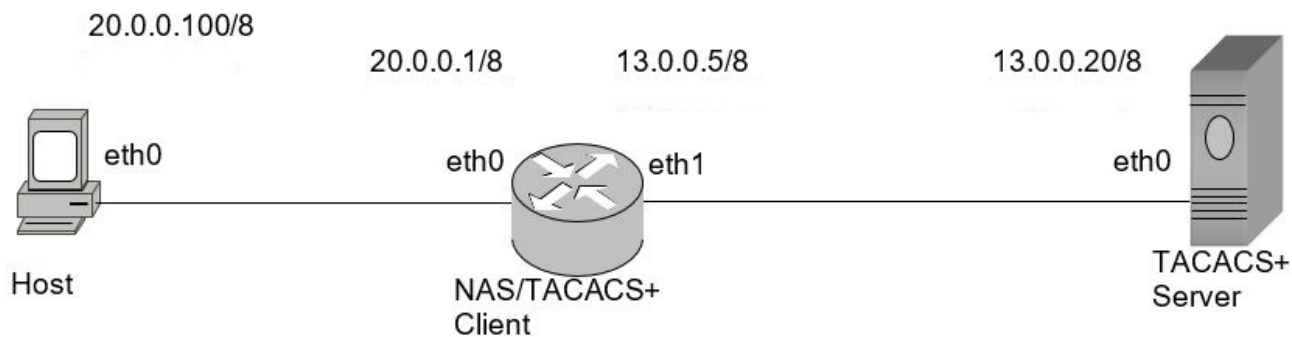 20.0.0.100/8
20.0.0.1/8
13.0.0.5/8
13.0.0.20/8
eth0
eth0
eth1
eth0
Host
NAS/TACACS+
Client
TACACS+
Server